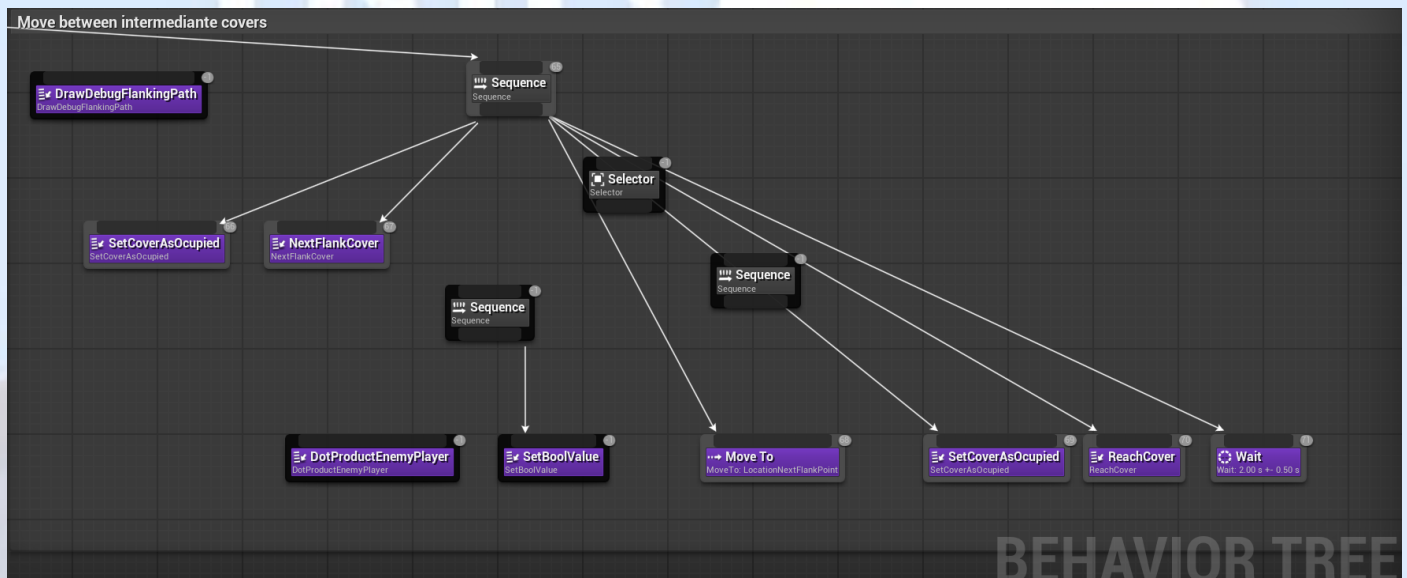 Move between intermediante covers
Sequence
Sequence
DrawDebugFlankingPath
DrawDebugFlankingPath
Selector
Selector
SetCoverAsOcupied
SetCoverAsOcupied
NextFlankCover
NextFlankCover
Sequence
Sequence
Sequence
Sequence
DotProductEnemyPlayer
DotProductEnemyPlayer
SetBoolValue
SetBoolValue
Move To
MoveTo: LocationNextFlankPoint
SetCoverAsOcupied
SetCoverAsOcupied
ReachCover
ReachCover
Wait
Wait: 2.00 s +- 0.50 s
BEHAVIOR TREE